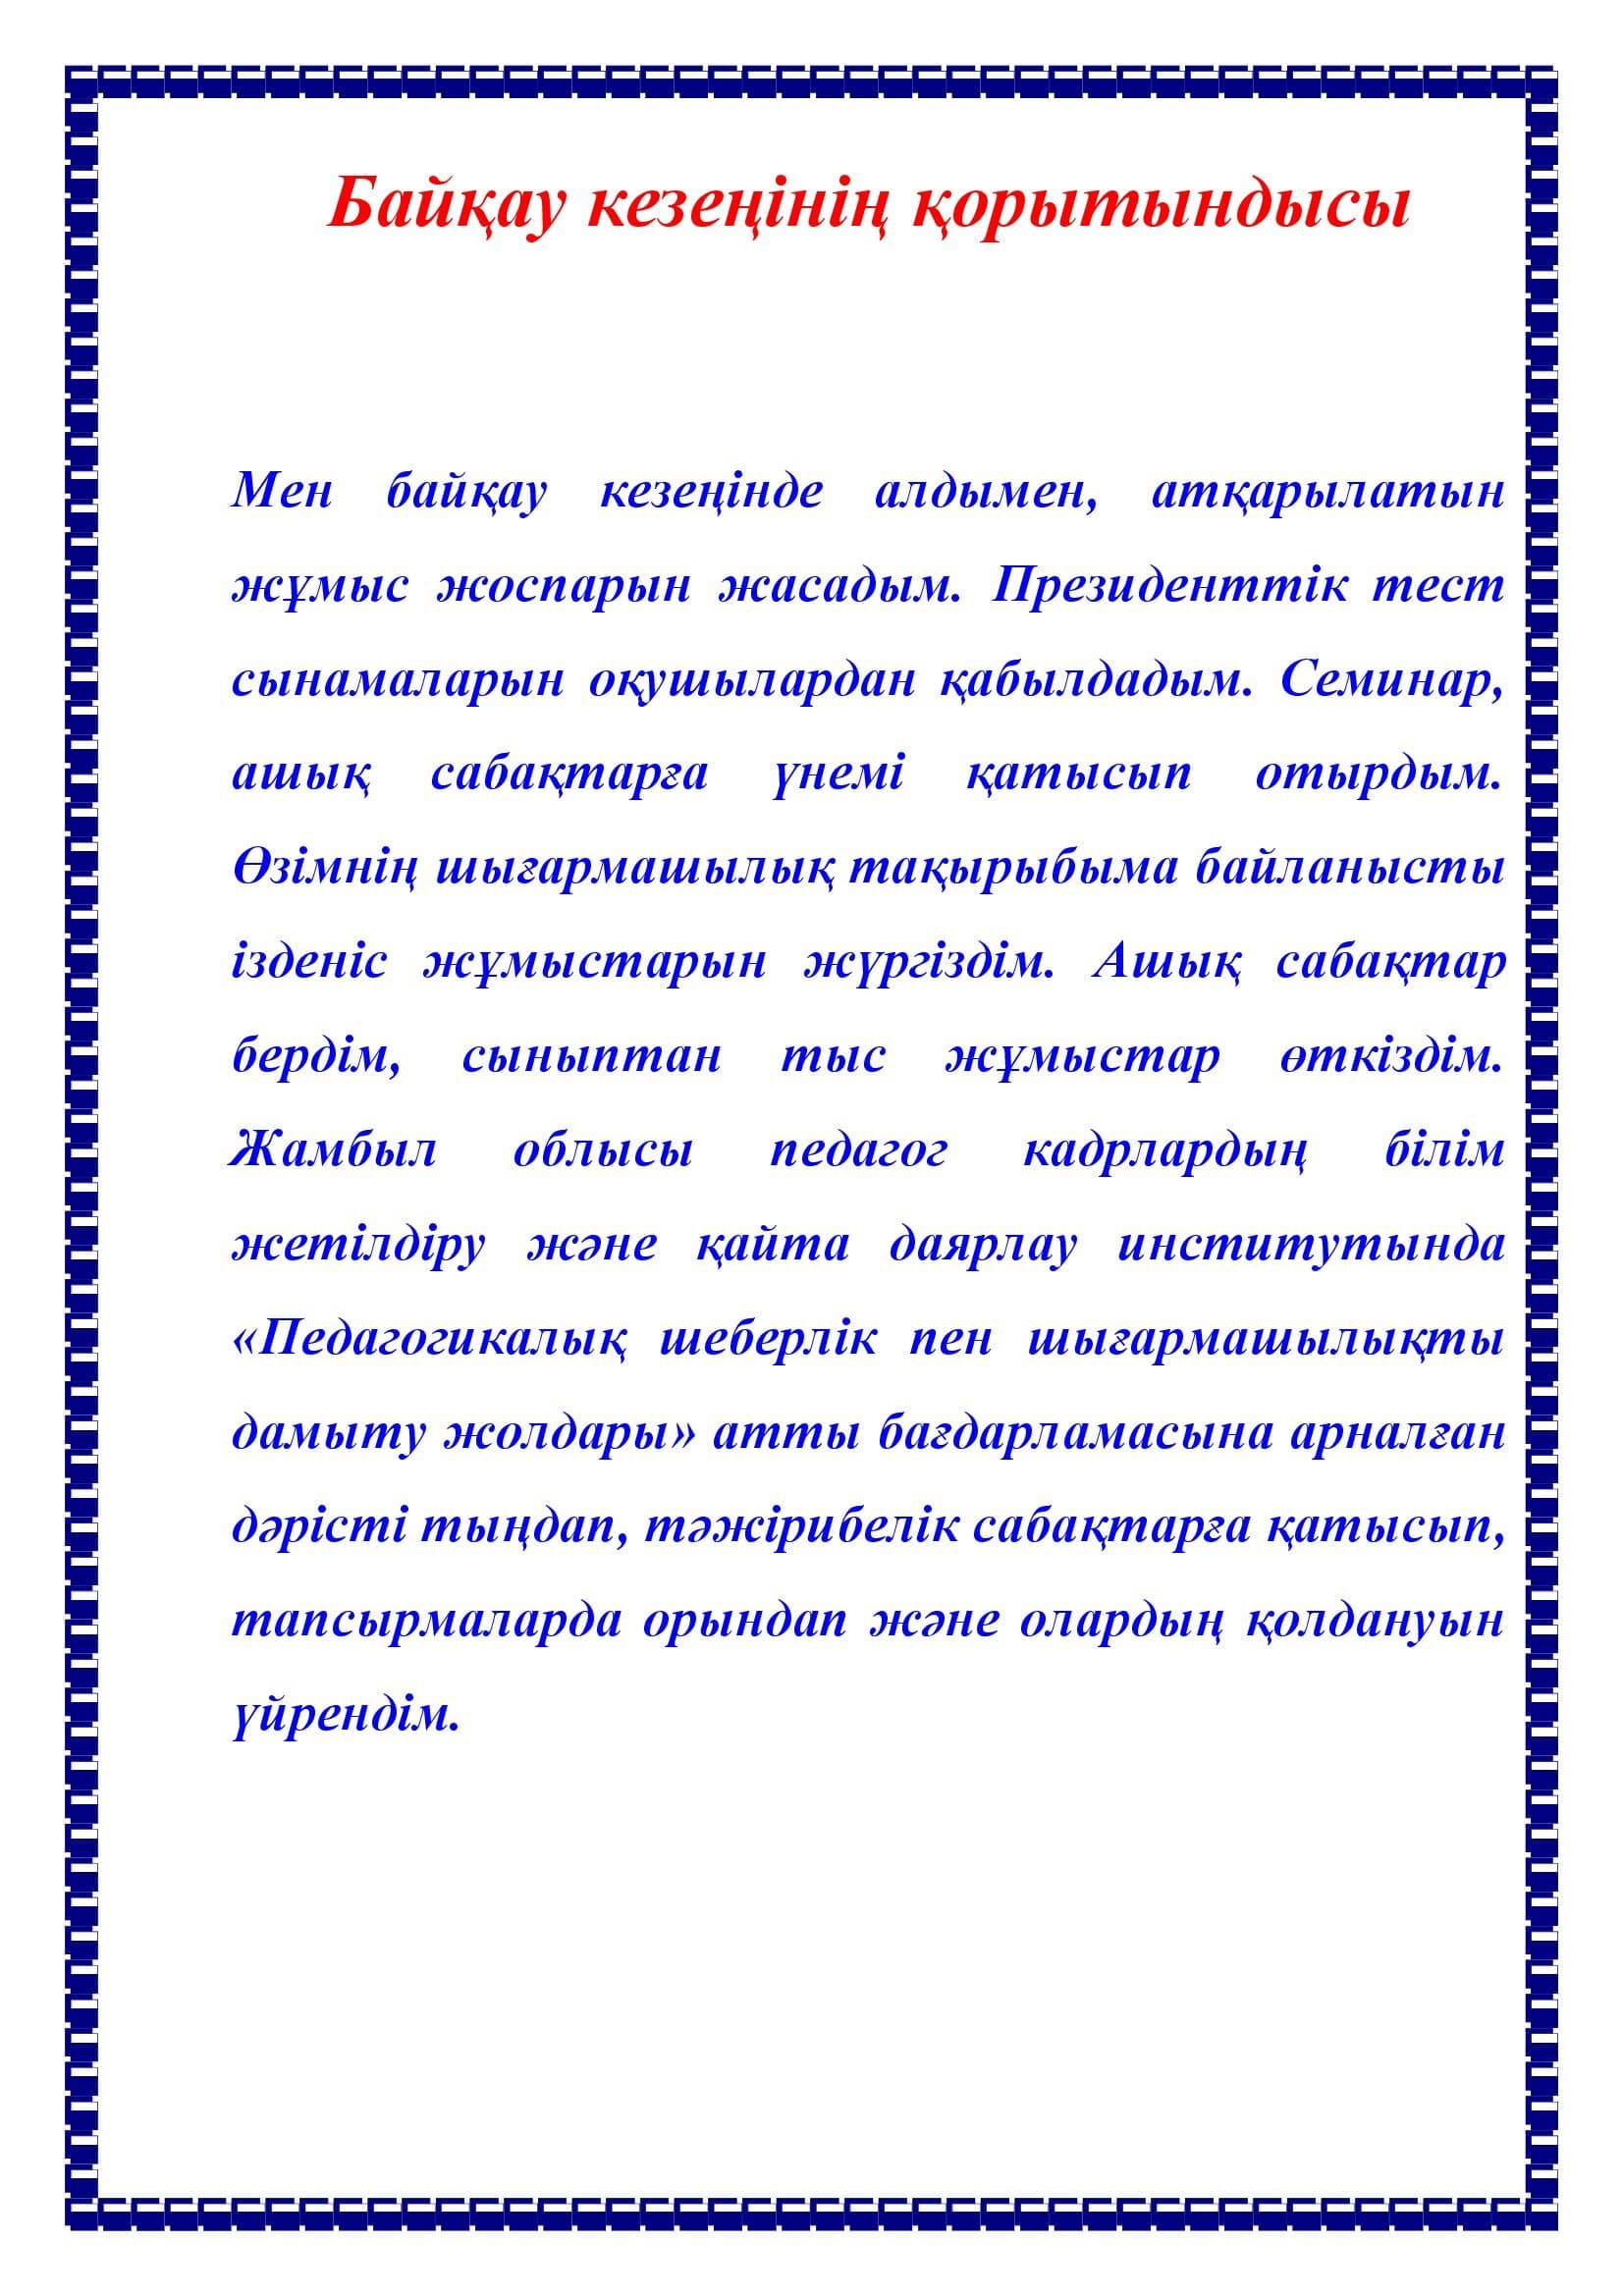 Байқау кезеңінің қорытындысы
Мен байқау кезеңінде алдымен, атқарылатын
жұмыс жоспарын жасадым. Президенттік тест
сынамаларын оқушылардан қабылдадым. Семинар,
ашық сабақтарға үнемі қатысып отырдым.
Өзімнің шығармашылық тақырыбыма байланысты
ізденіс жұмыстарын жүргіздім. Ашық сабақтар
бердім, сыныптан тыс жұмыстар өткіздім.
Жамбыл облысы педагог кадрлардың білім
жетілдіру және қайта даярлау институтында
«Педагогикалық шеберлік пен шығармашылықты
дамыту жолдары» атты бағдарламасына арналған
дәрісті тыңдап, тәжірибелік сабақтарға қатысып,
тапсырмаларда орындап және олардың қолдануын
үйрендім.